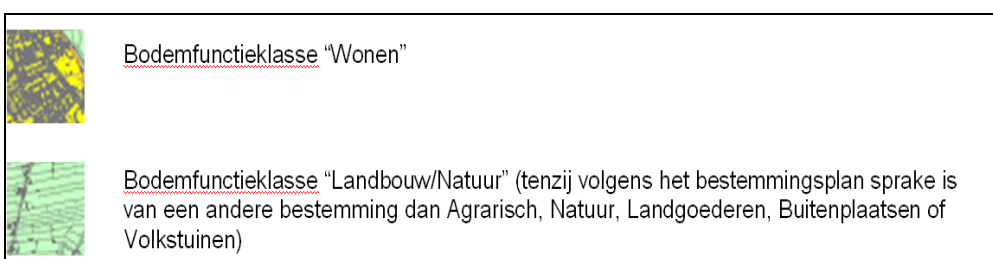 Bodemfunctieklasse “Wonen”
Bodemfunctieklasse “Landbouw/Natuur” (tenzij volgens het bestemmingsplan sprake is
van een andere bestemming dan Agrarisch, Natuur, Landgoederen, Buitenplaatsen of
Volkstuinen)